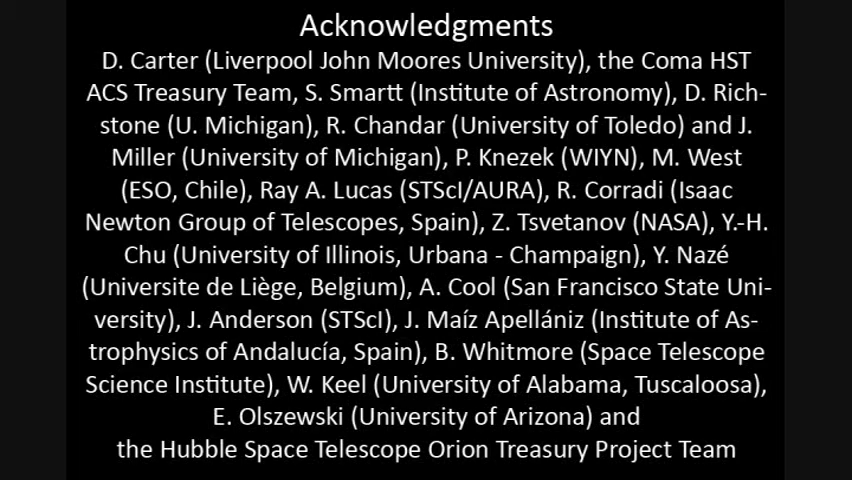 Acknowledgments
D. Carter (Liverpool John Moores University), the Coma HST
ACS Treasury Team, S. Smartt (Institute of Astronomy), D. Rich-
stone (U. Michigan), R. Chandar (University of Toledo) and J.
Miller (University of Michigan), P. Knezek (WIYN), M. West
(ESO, Chile), Ray A. Lucas (STScI/AURA), R. Corradi (Isaac
Newton Group of Telescopes, Spain), Z. Tsvetanov (NASA), Y.-H.
Chu (University of Illinois, Urbana - Champaign), Y. Nazé
(Universite de Liège, Belgium), A. Cool (San Francisco State Uni-
versity), J. Anderson (STScI), J. Maíz Apellániz (Institute of As-
trophysics of Andalucía, Spain), B. Whitmore (Space Telescope
Science Institute), W. Keel (University of Alabama, Tuscaloosa),
E. Olszewski (University of Arizona) and
the Hubble Space Telescope Orion Treasury Project Team